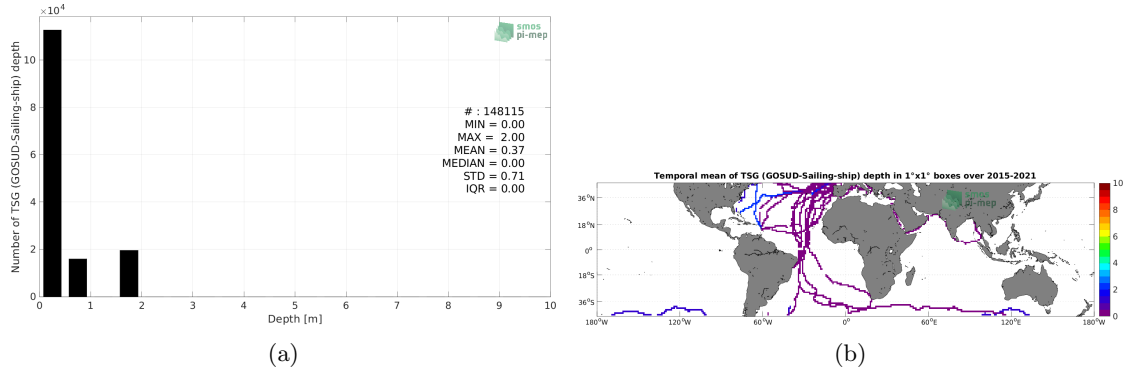 ×10⁴
10
8
6
4
2
0
Number of TSG (GOSUD-Sailing-ship) depth
smos
pi-mep
# : 148115
MIN = 0.00
MAX = 2.00
MEAN = 0.37
MEDIAN = 0.00
STD = 0.71
IQR = 0.00
0 1 2 3 4 5 6 7 8 9 10
Depth [m]
(a)
Temporal mean of TSG (GOSUD-Sailing-ship) depth in 1°x1° boxes over 2015-2021
smos
pi-mep
36°N
18°N
0°
18°S
36°S
180°W 120°W 60°W 0° 60°E 120°E 180°W
10
8
6
4
2
0
(b)